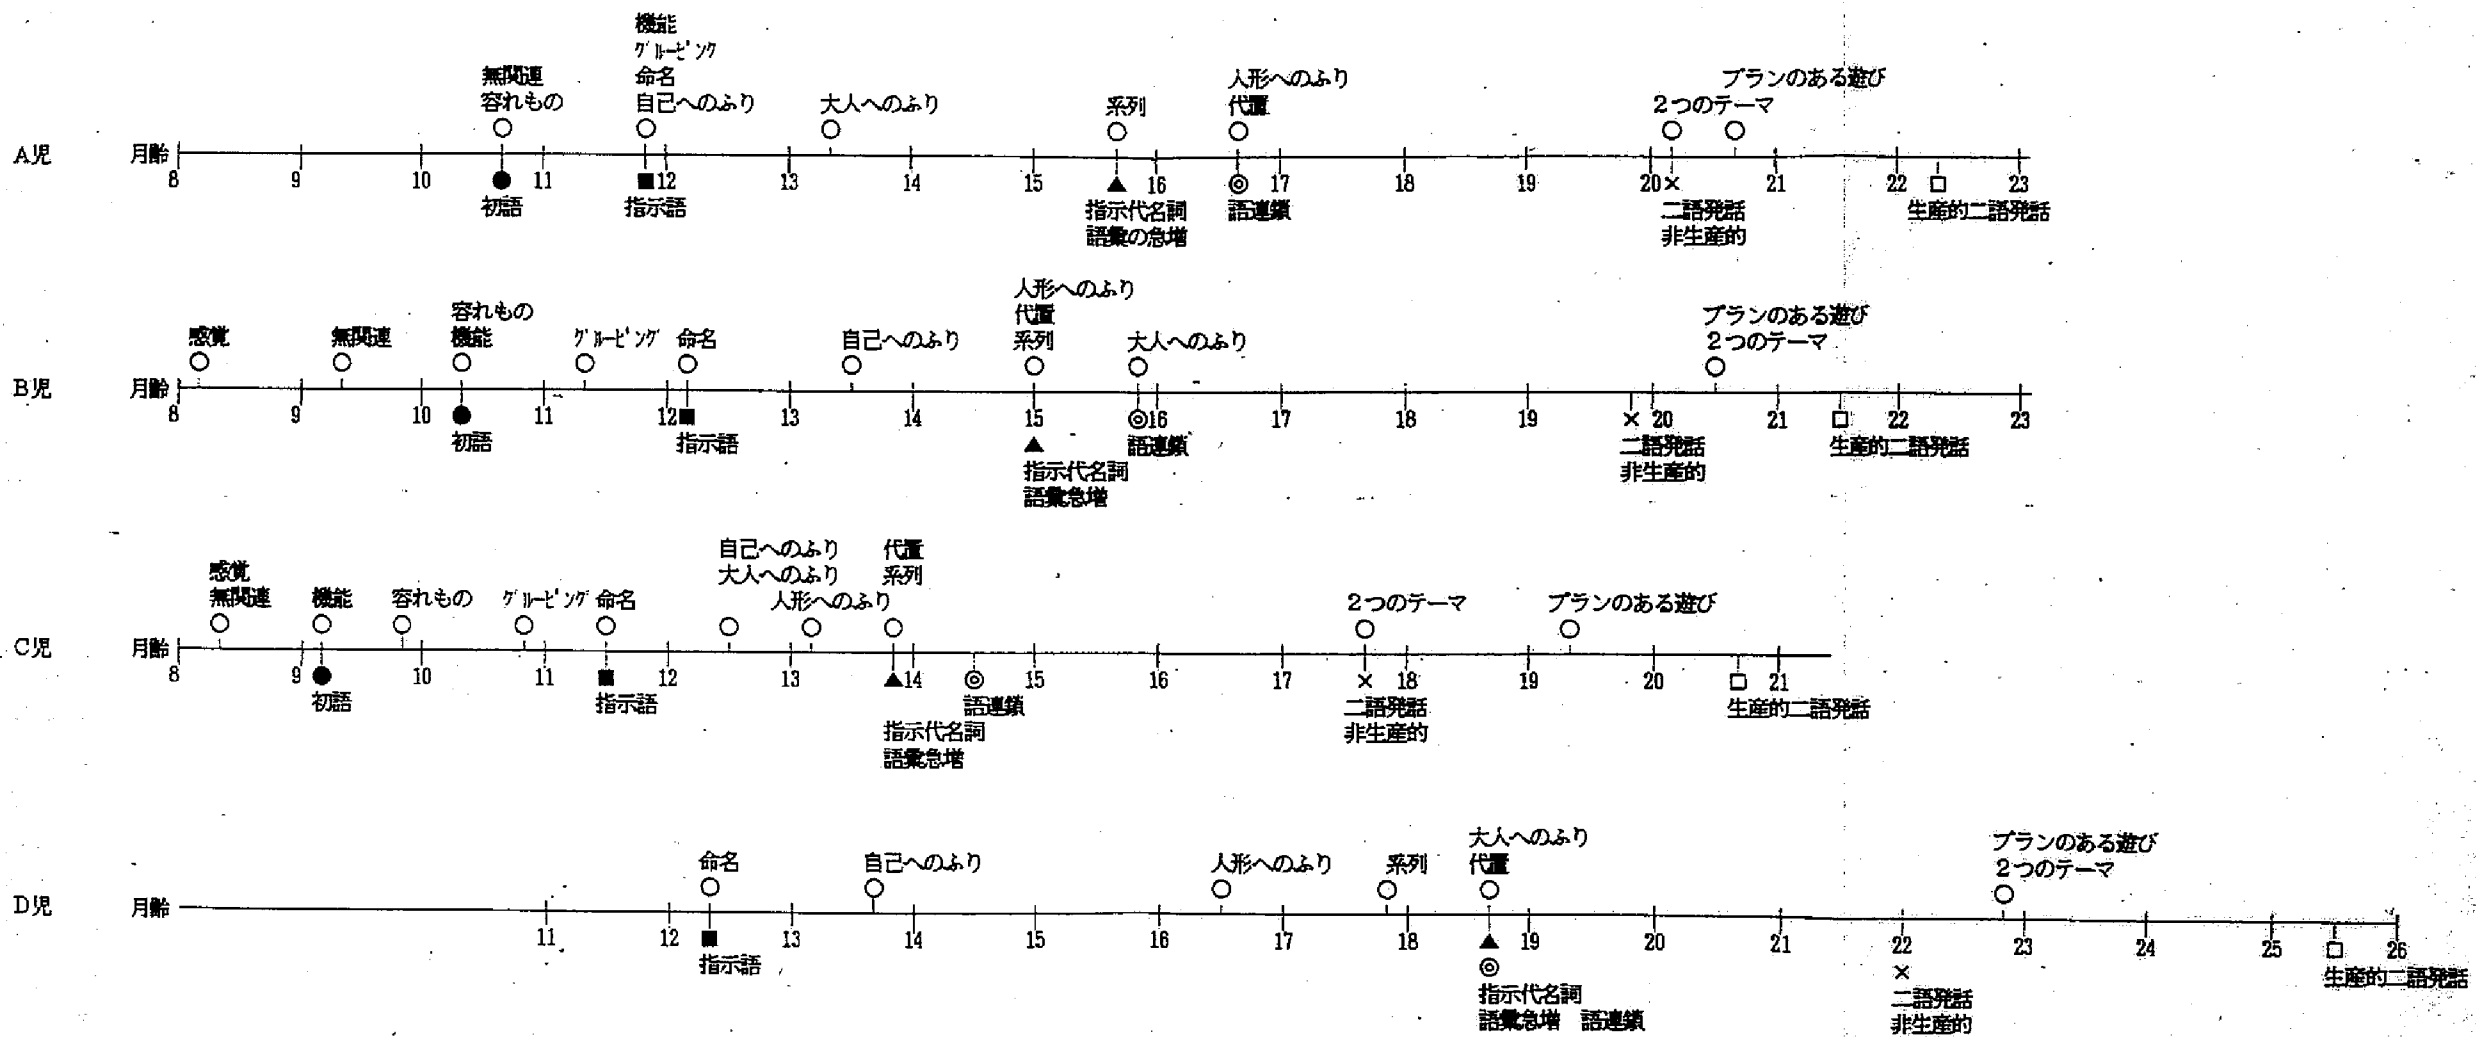 機能
グルーピング
無関連 命名 人形へのふり プランのある遊び
容れもの 自己へのふり 大人へのふり 系列 代置 2つのテーマ
A児 月齢
8 9 10 11 12 13 14 15 16 17 18 19 20 21 22 23
初語 指示語 指示代名詞 語連鎖 二語発話 生産的二語発話
語彙の急増 非生産的
人形へのふり
容れもの 代置 プランのある遊び
感覚 無関連 機能 グルーピング 命名 自己へのふり 系列 大人へのふり 2つのテーマ
B児 月齢
8 9 10 11 12 13 14 15 16 17 18 19 20 21 22 23
初語 指示語 語連鎖 二語発話 生産的二語発話
指示代名詞 非生産的
語彙急増
自己へのふり 代置
感覚 大人へのふり 系列
無関連 機能 容れもの グルーピング 命名 人形へのふり 2つのテーマ プランのある遊び
C児 月齢
8 9 10 11 12 13 14 15 16 17 18 19 20 21
初語 指示語 語連鎖 二語発話 生産的二語発話
指示代名詞 非生産的
語彙急増
大人へのふり プランのある遊び
命名 自己へのふり 人形へのふり 系列 代置 2つのテーマ
D児 月齢
11 12 13 14 15 16 17 18 19 20 21 22 23 24 25 26
指示語 生産的二語発話
指示代名詞 二語発話
語彙急増 語連鎖 非生産的